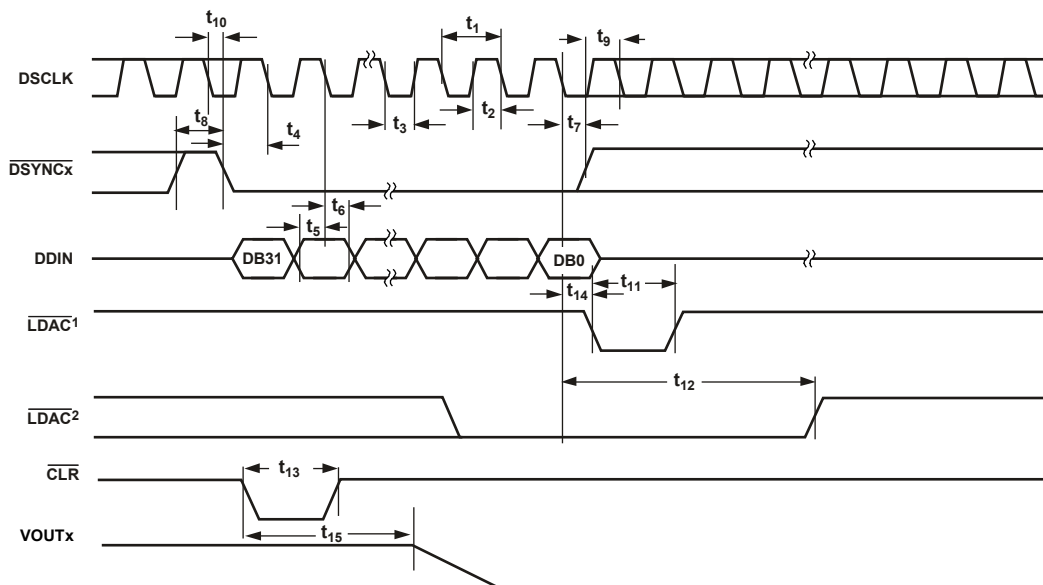 t10
t1
t9
DSCLK
t8
t4
t3
t2
t7
DSYNCx
t6
t5
DDIN
DB31
DB0
t14
t11
LDAC1
t12
LDAC2
CLR
t13
VOUTx
t15